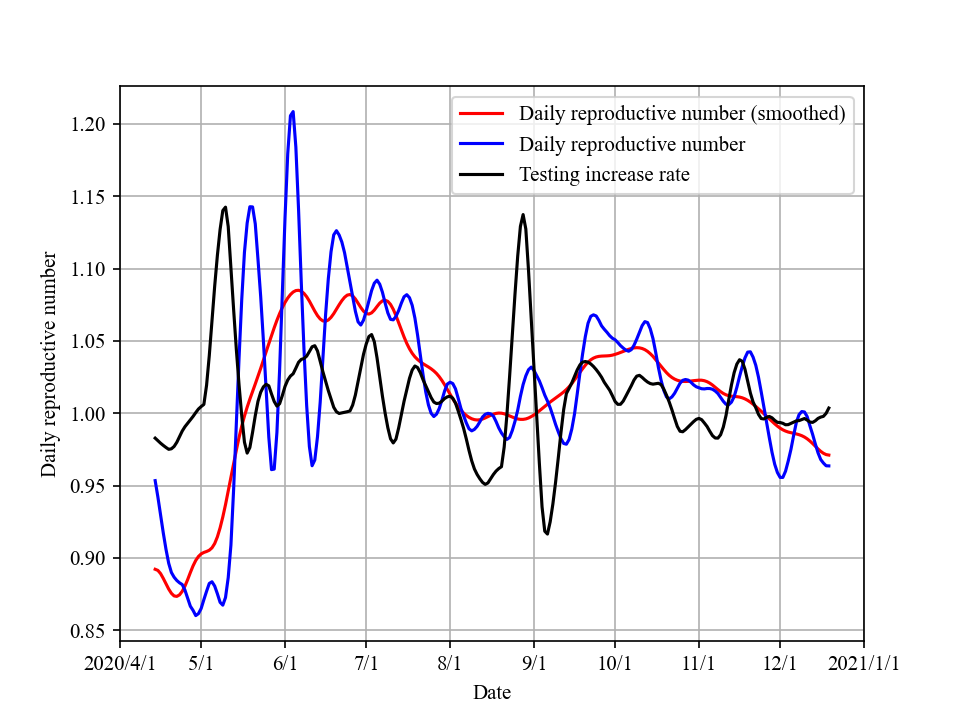 Daily reproductive number (smoothed)
Daily reproductive number
Testing increase rate
Daily reproductive number
1.20
1.15
1.10
1.05
1.00
0.95
0.90
0.85
2020/4/1 5/1 6/1 7/1 8/1 9/1 10/1 11/1 12/1 2021/1/1
Date